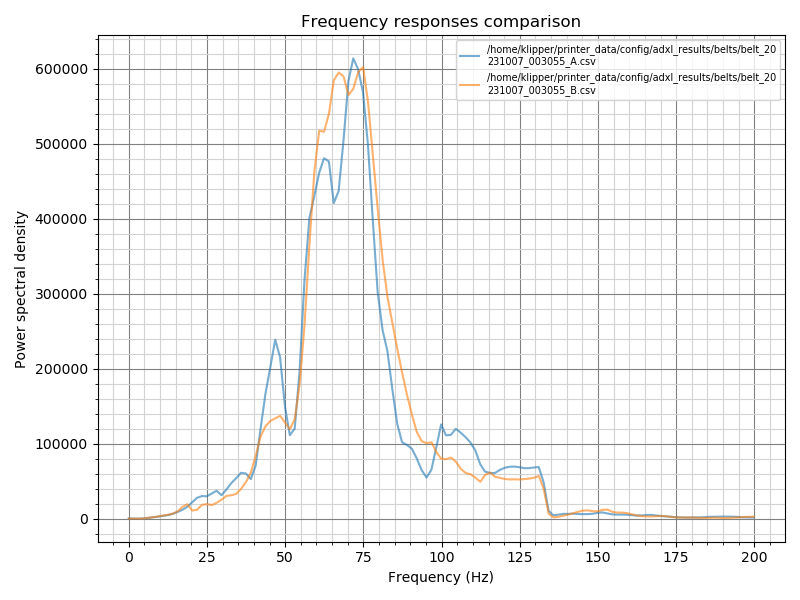 Frequency responses comparison
/home/klipper/printer_data/config/adxl_results/belts/belt_20
231007_003055_A.csv
/home/klipper/printer_data/config/adxl_results/belts/belt_20
231007_003055_B.csv
600000
500000
400000
300000
200000
100000
0
Power spectral density
0 25 50 75 100 125 150 175 200
Frequency (Hz)